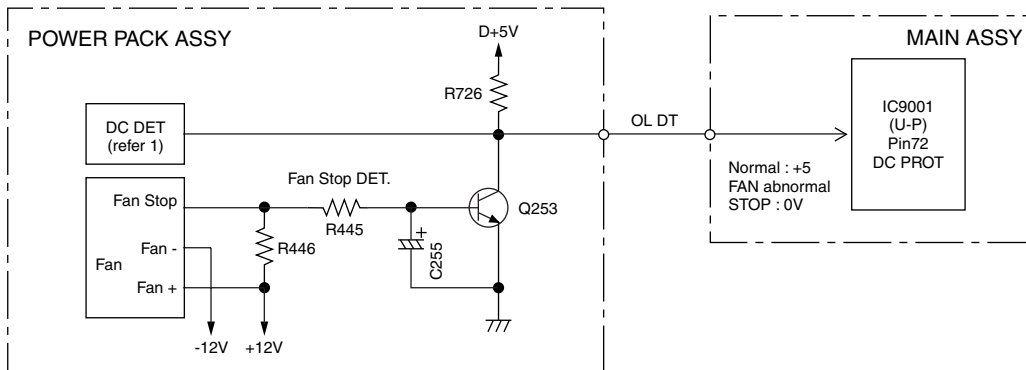 POWER PACK ASSY
D+5V
MAIN ASSY
R726
DC DET
(refer 1)
OL DT
IC9001
(U-P)
Pin72
DC PROT
Normal : +5
FAN abnormal
STOP : 0V
Fan Stop DET.
Fan Stop
R445
Q253
R446
+
C255
Fan -
Fan
Fan +
-12V
+12V